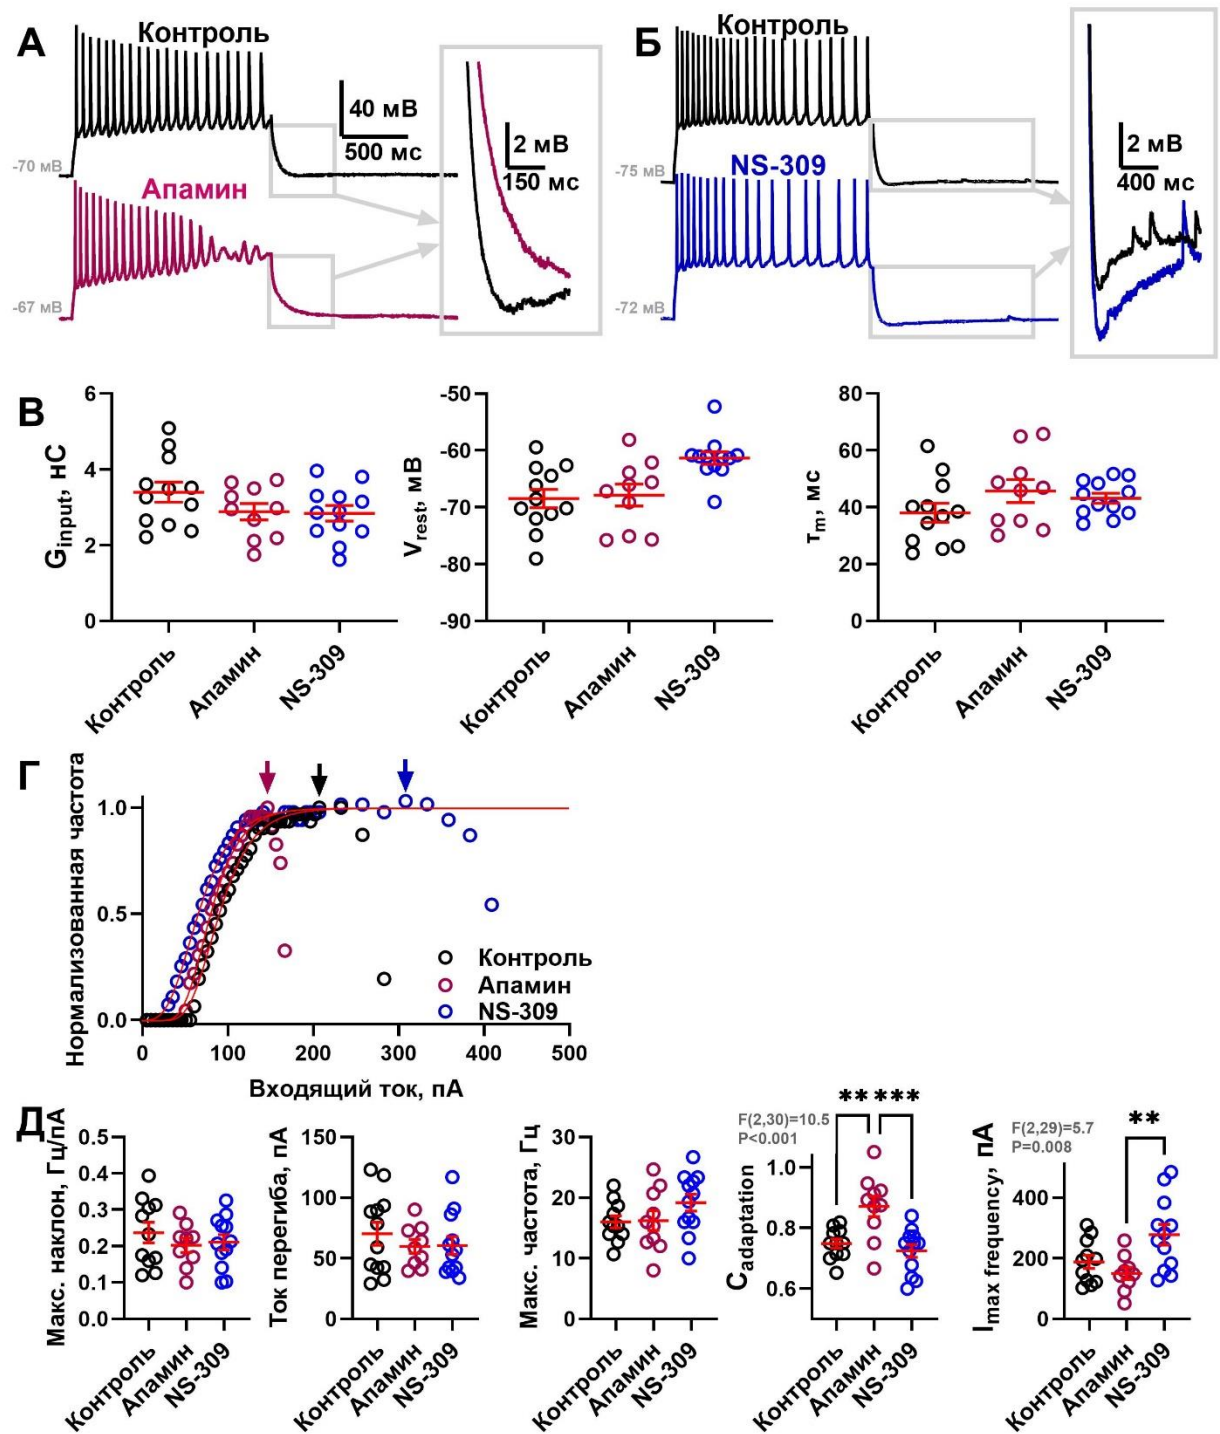 А
Контроль
40 мВ
500 мс
-70 мВ
Апамин
-67 мВ
2 мВ
150 мс
Б
Контроль
-75 мВ
NS-309
-72 мВ
2 мВ
400 мс
В
Ginput, нС
6
4
2
0
Контроль
Апамин
NS-309
Vrest, мВ
-50
-60
-70
-80
-90
Контроль
Апамин
NS-309
τm, мс
80
60
40
20
0
Контроль
Апамин
NS-309
Г
Нормализованная частота
1.0
0.5
0.0
Контроль
Апамин
NS-309
0 100 200 300 400 500
Входящий ток, пА
Д
Макс. наклон, Гц/пА
0.5
0.4
0.3
0.2
0.1
0.0
Контроль
Апамин
NS-309
Ток перегиба, пА
150
100
50
0
Контроль
Апамин
NS-309
Макс. частота, Гц
30
20
10
0
Контроль
Апамин
NS-309
F(2,30)=10.5
P<0.001
** ***
Cadaptation
1.0
0.8
0.6
Контроль
Апамин
NS-309
F(2,29)=5.7
P=0.008
**
Imax frequency, пА
400
200
0
Контроль
Апамин
NS-309